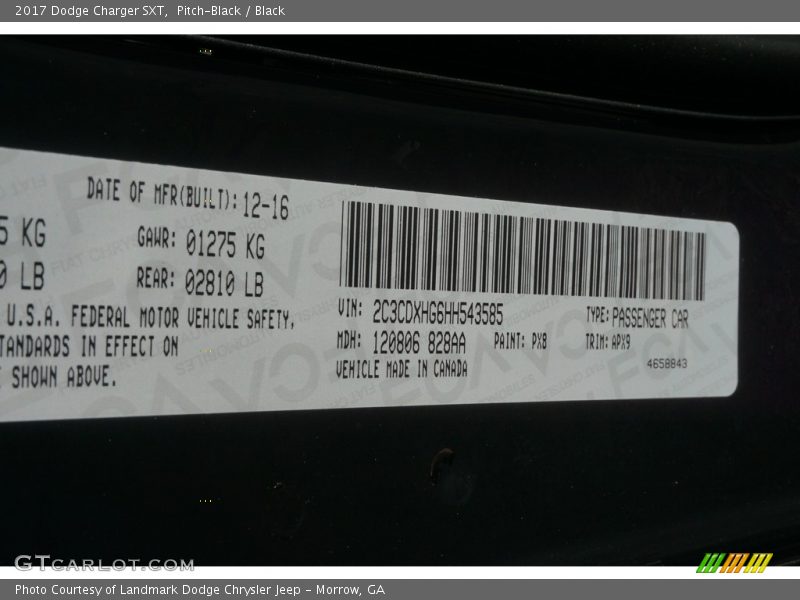 2017 Dodge Charger SXT, Pitch-Black / Black
DATE OF MFR(BUILT): 12-16
5 KG GAWR: 01275 KG
0 LB REAR: 02810 LB
U.S.A. FEDERAL MOTOR VEHICLE SAFETY,
TANDARDS IN EFFECT ON
SHOWN ABOVE.
VIN: 2C3CDXHG6HH543585 TYPE: PASSENGER CAR
MDH: 120806 828AA PAINT: PX8 TRIM: APX9
VEHICLE MADE IN CANADA 4658843
GTCARLOT.COM
Photo Courtesy of Landmark Dodge Chrysler Jeep - Morrow, GA